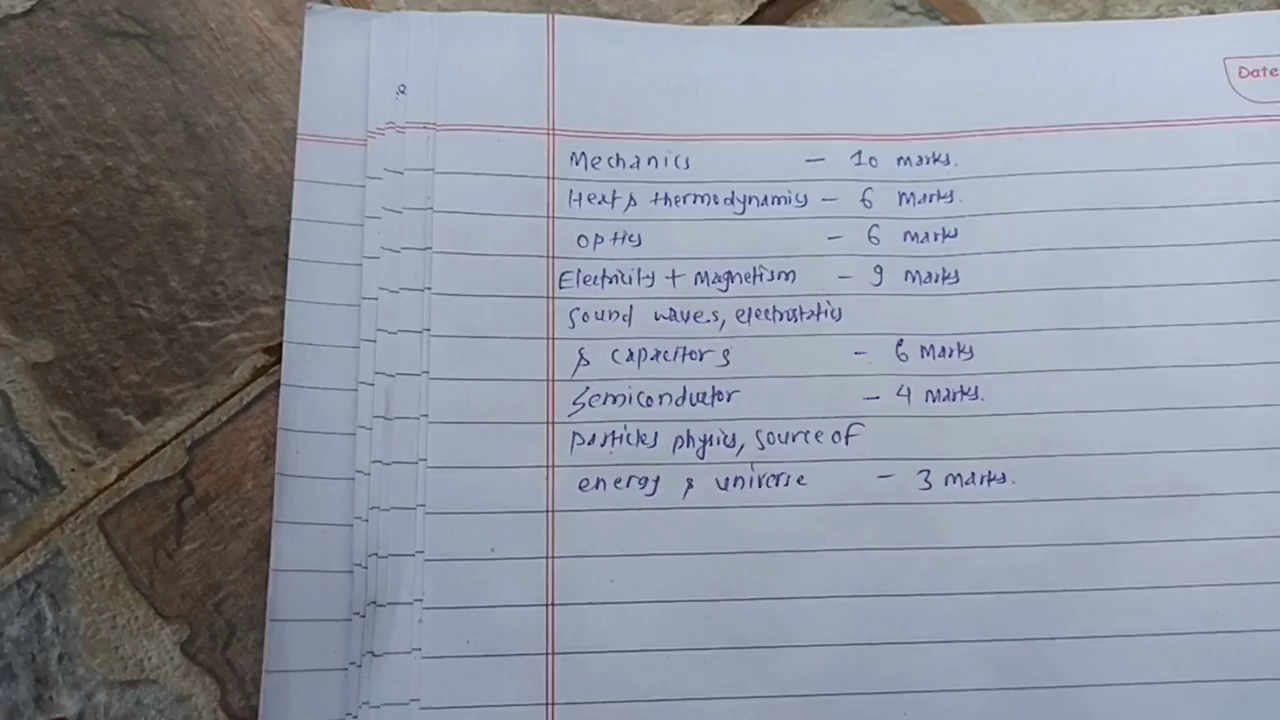 Date
Mechanics - 10 marks.
Heat & thermodynamics - 6 marks.
optics - 6 marks
Electricity + magnetism - 9 marks
Sound waves, electrostatics
& capacitors - 6 marks
Semiconductor - 4 marks.
particles physics, source of
energy & universe - 3 marks.